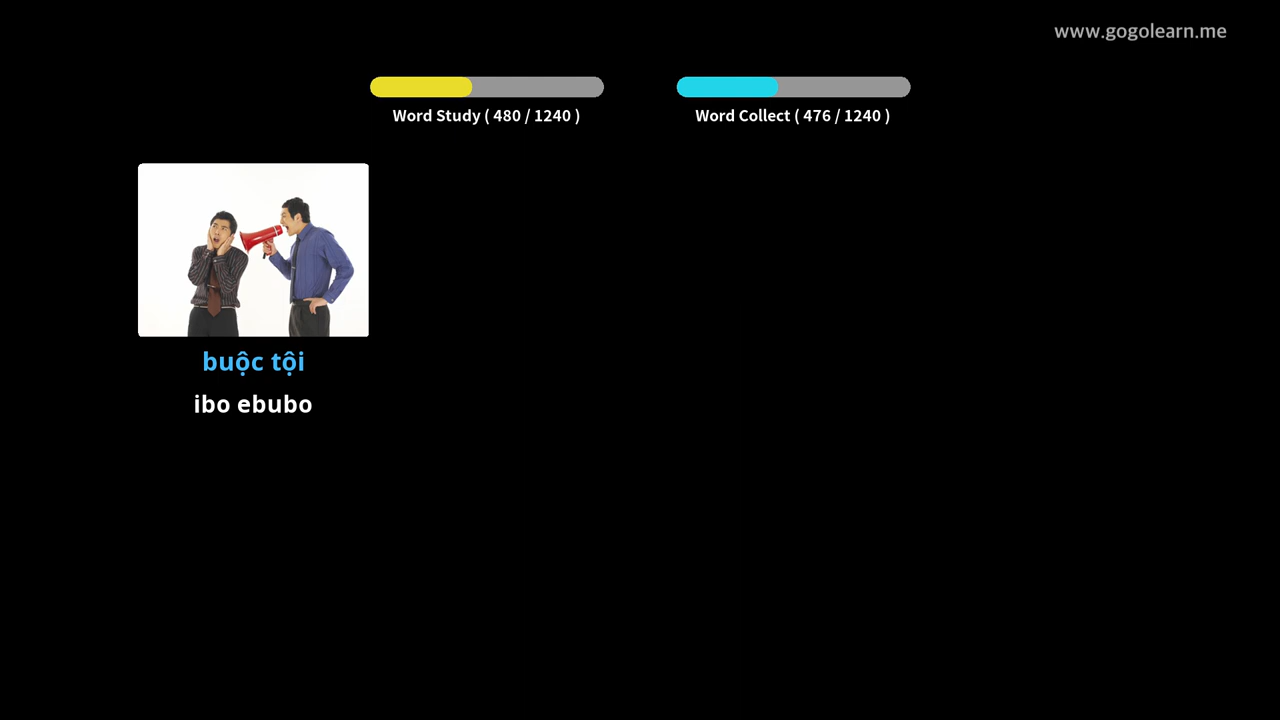 www.gogolearn.me
Word Study ( 480 / 1240 )
Word Collect ( 476 / 1240 )
buộc tội
ibo ebubo